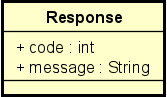 Response
+ code : int
+ message : String